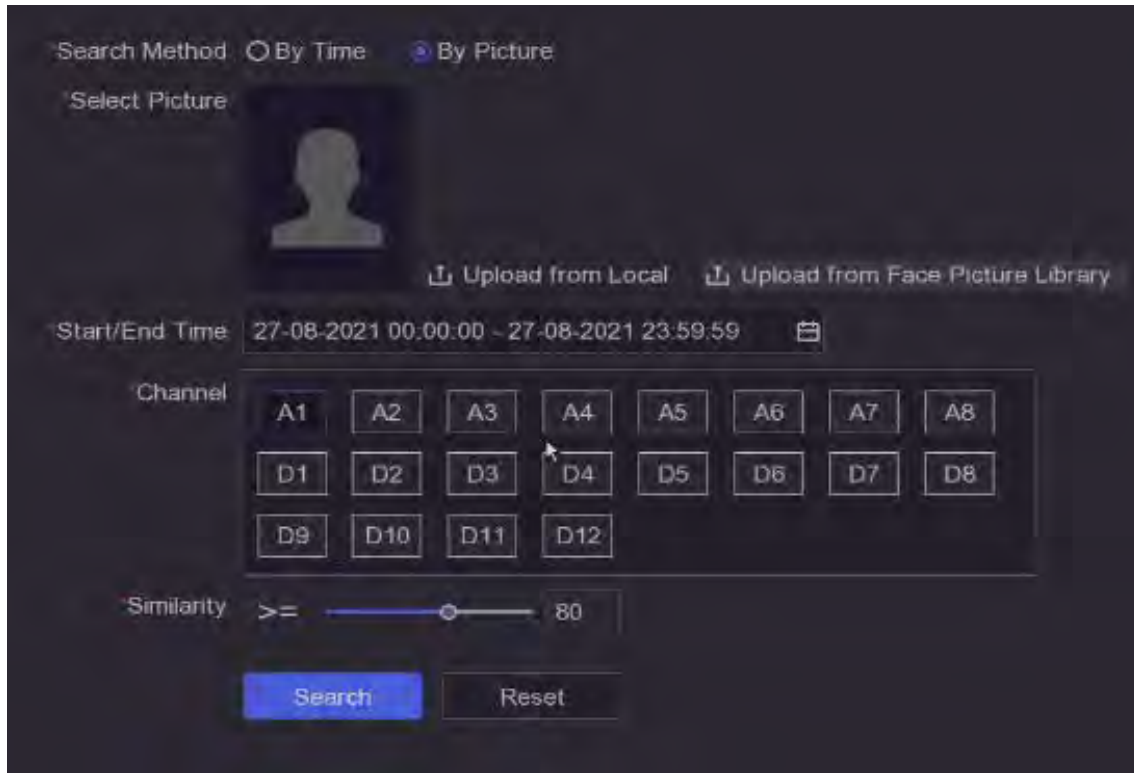 *Search Method By Time By Picture
*Select Picture
Upload from Local Upload from Face Picture Library
*Start/End Time 27-08-2021 00:00:00 - 27-08-2021 23:59:59
*Channel A1 A2 A3 A4 A5 A6 A7 A8
D1 D2 D3 D4 D5 D6 D7 D8
D9 D10 D11 D12
*Similarity >= 80
Search Reset